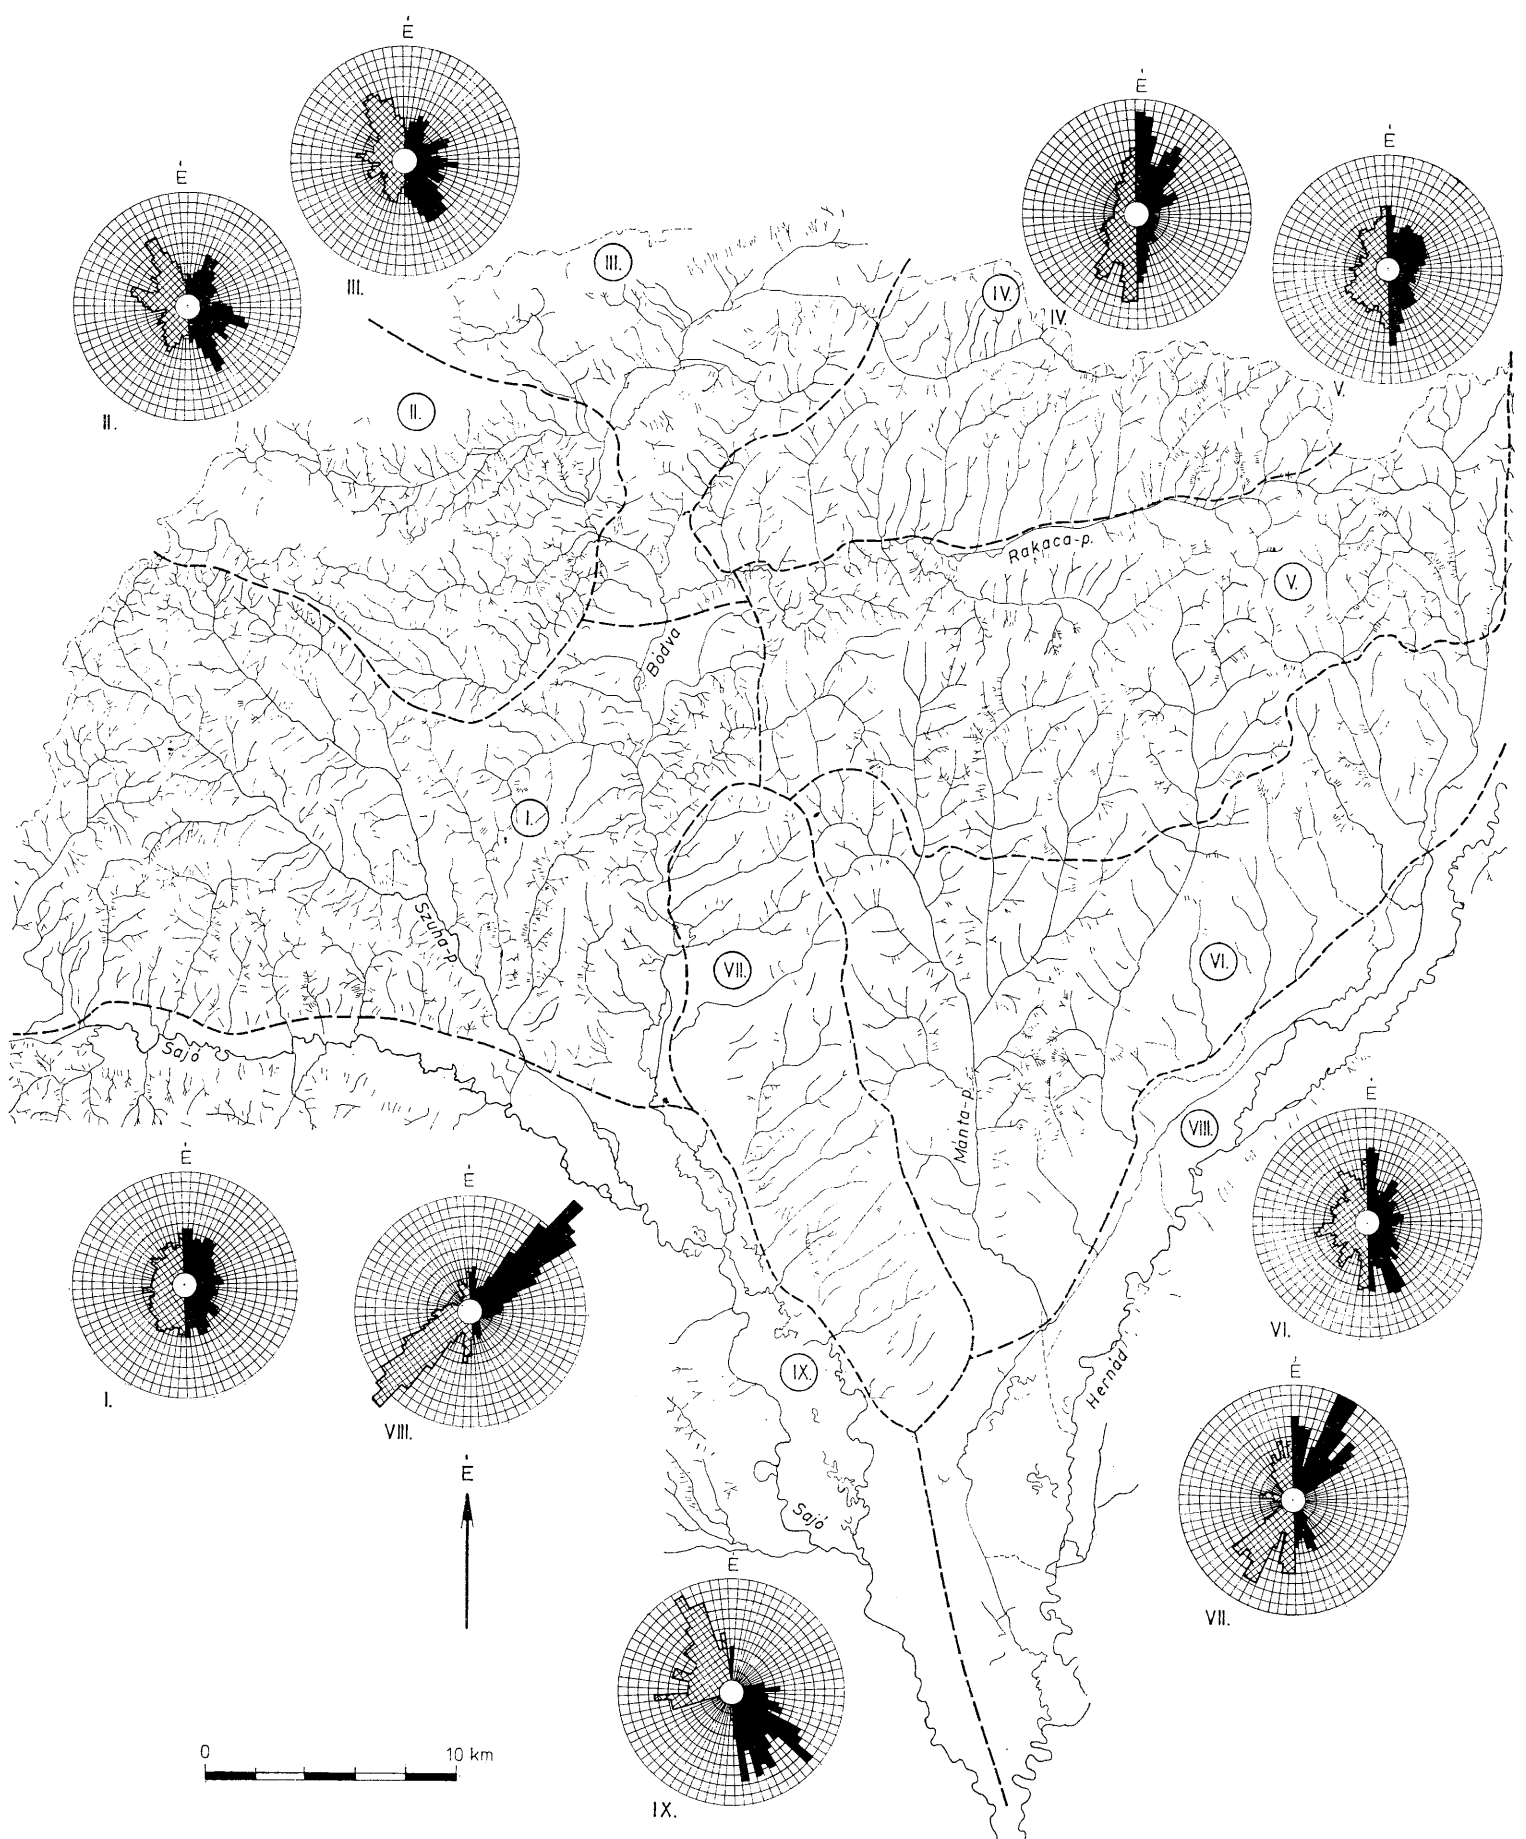 É
III.
É
II.
É
IV.
É
V.
III.
IV.
II.
Rakaca-p.
V.
Bódva
I.
Szuha-p.
VII.
VI.
Sajó
Mánta-p.
VIII.
É
I.
É
VIII.
É
VI.
IX.
Hernád
É
VII.
É
Sajó
É
IX.
0 10 km